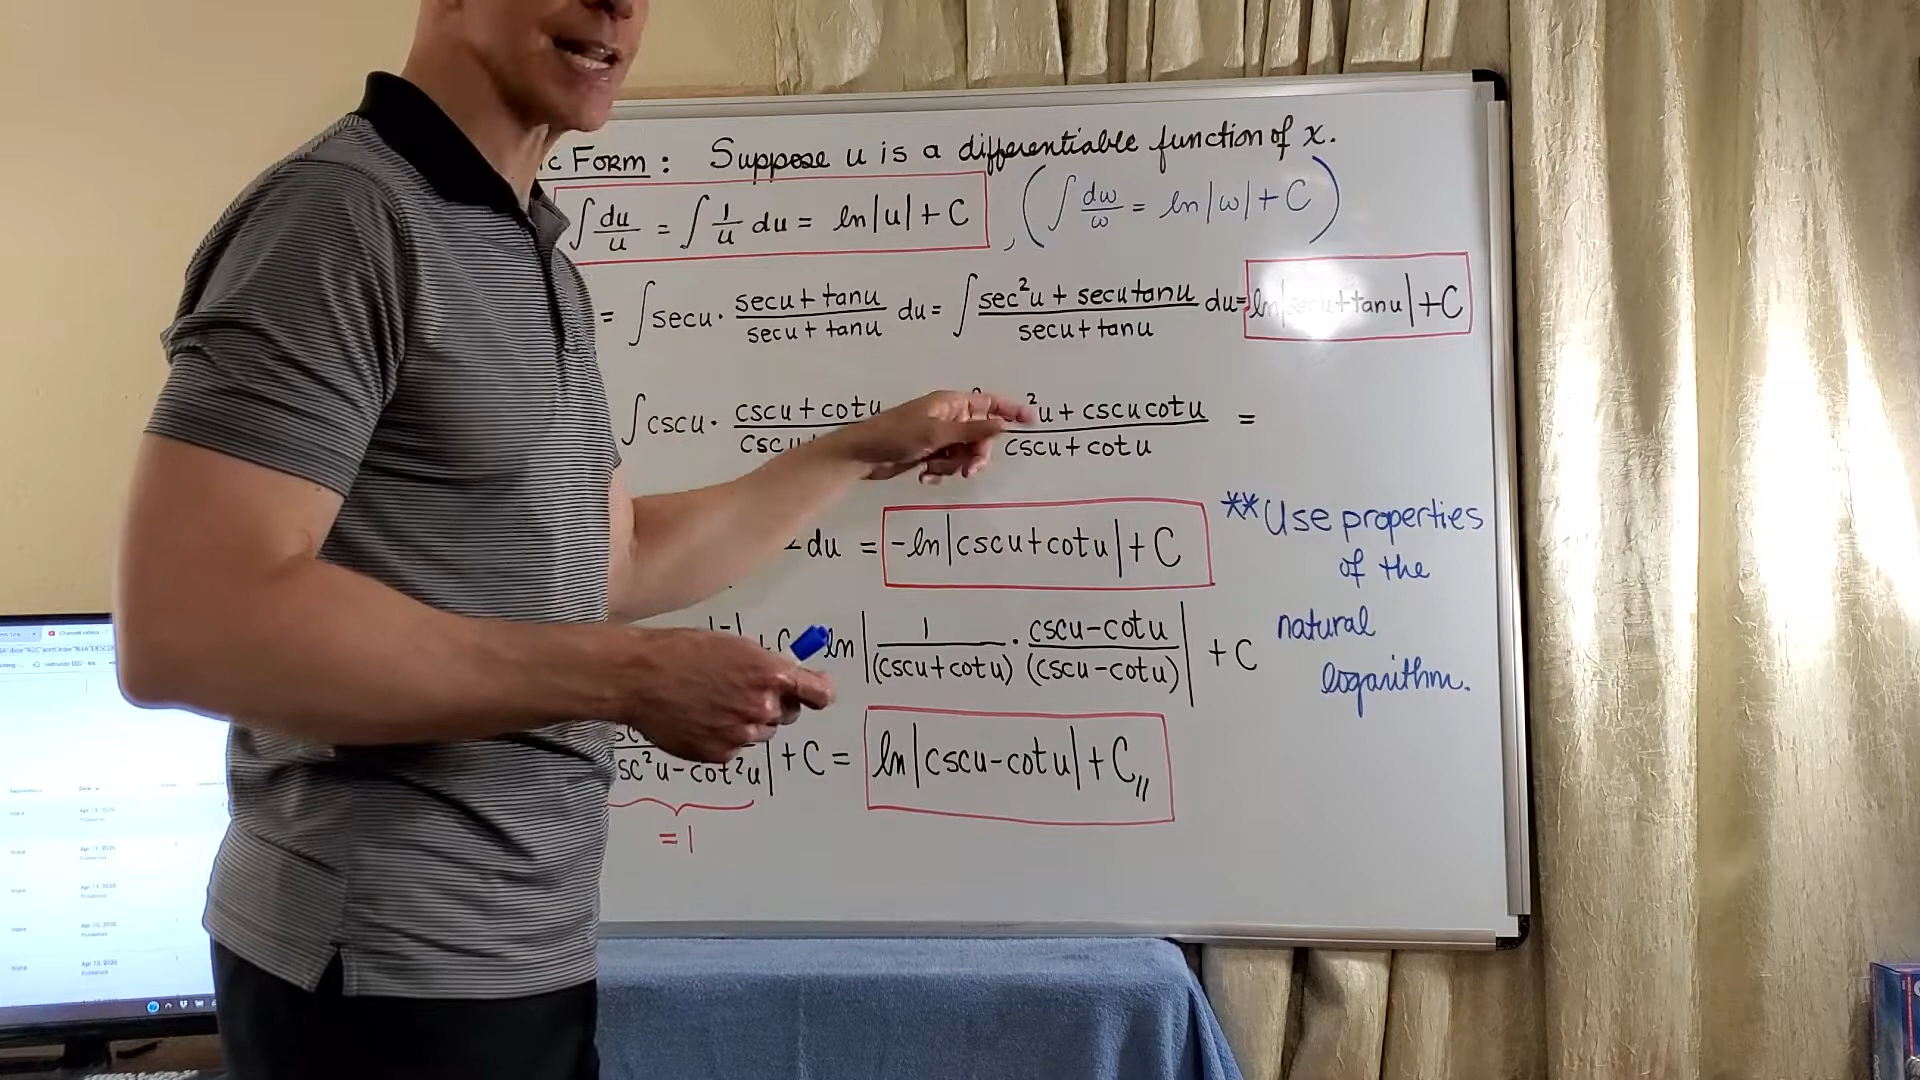 c Form: Suppose u is a differentiable function of x.
∫ du/u = ∫ 1/u du = ln|u| + C , (∫ dw/w = ln|w| + C)
= ∫ secu · (secu + tanu)/(secu + tanu) du = ∫ (sec²u + secutanu)/(secu + tanu) du = ln|secu + tanu| + C
∫ cscu · (cscu + cotu)/(cscu ²u + cscucotu)/(cscu + cotu) =
du = -ln|cscu + cotu| + C
**Use properties
of the
natural
logarithm.
+ C ln|1/(cscu + cotu) · (cscu - cotu)/(cscu - cotu)| + C
sc²u - cot²u| + C = ln|cscu - cotu| + C,,
= 1